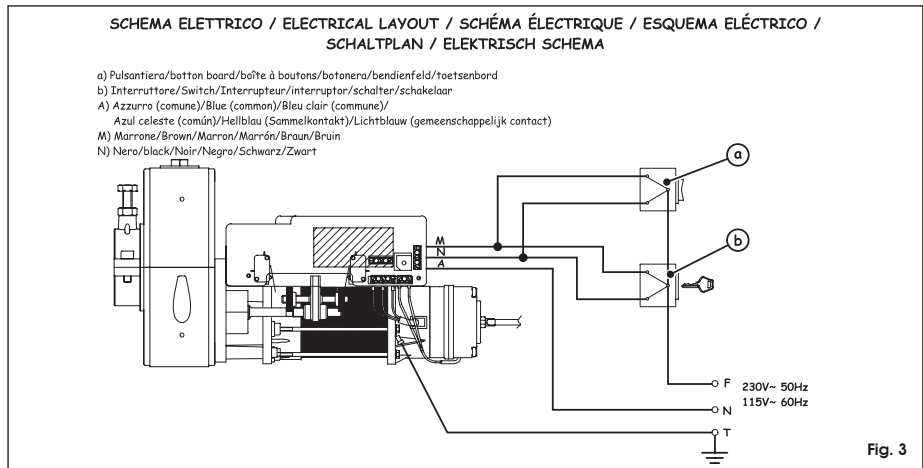 SCHEMA ELETTRICO / ELECTRICAL LAYOUT / SCHÉMA ÉLECTRIQUE / ESQUEMA ELÉCTRICO /
SCHALTPLAN / ELEKTRISCH SCHEMA
a) Pulsantiera/botton board/boîte à boutons/botonera/bendienfeld/toetsenbord
b) Interruttore/Switch/Interrupteur/interruptor/schalter/schakelaar
A) Azzurro (comune)/Blue (common)/Bleu clair (commune)/
Azul celeste (común)/Hellblau (Sammelkontakt)/Lichtblauw (gemeenschappelijk contact)
M) Marrone/Brown/Marron/Marrón/Braun/Bruin
N) Nero/black/Noir/Negro/Schwarz/Zwart
a
M
N
A
b
F 230V~ 50Hz
115V~ 60Hz
N
T
Fig. 3